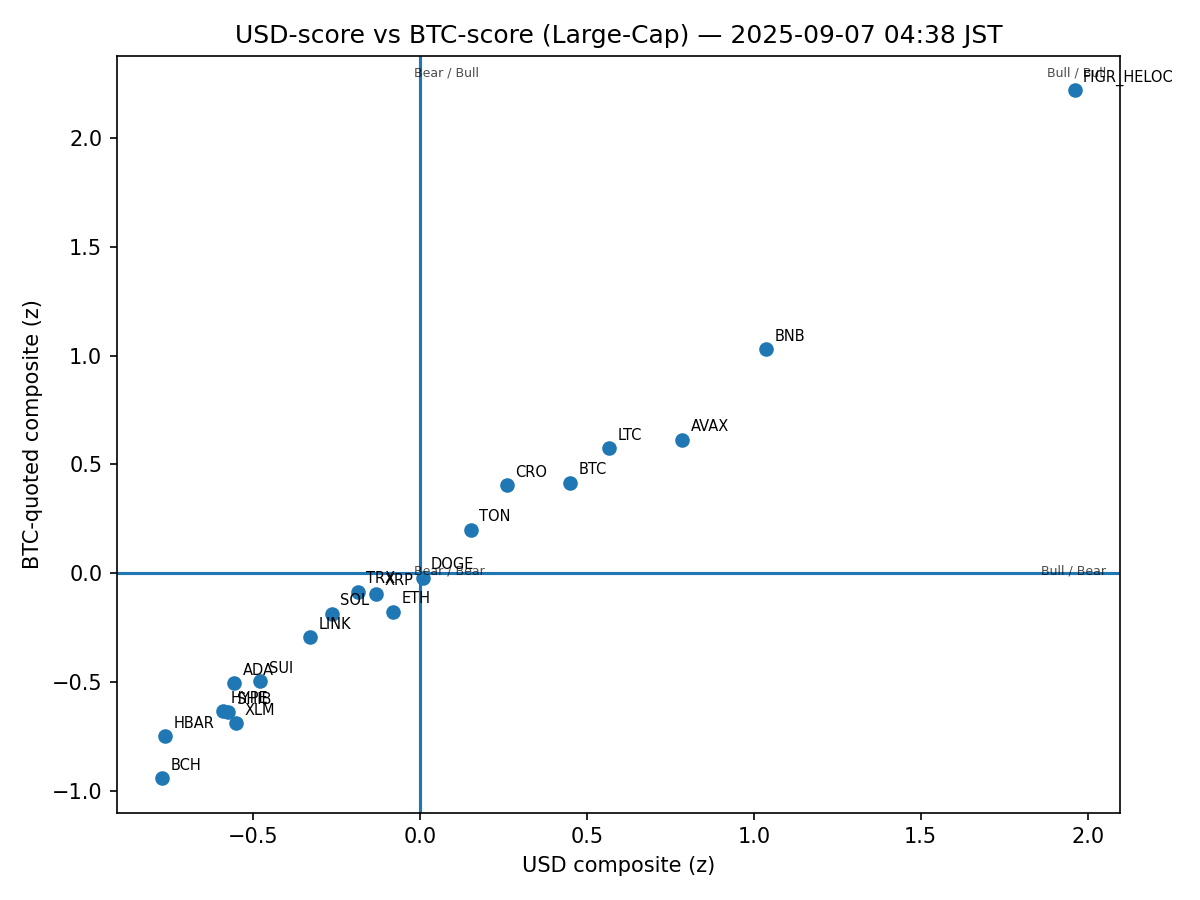 USD-score vs BTC-score (Large-Cap) — 2025-09-07 04:38 JST
Bear / Bull
Bull / Bull
FIGR_HELOC
2.0
1.5
BNB
1.0
AVAX
LTC
BTC
CRO
0.5
TON
DOGE
0.0
Bear / Bear
Bull / Bear
TRX
XRP
ETH
SOL
LINK
SUI
ADA
−0.5
HYPE
SHIB
XLM
HBAR
BCH
−1.0
BTC-quoted composite (z)
−0.5
0.0
0.5
1.0
1.5
2.0
USD composite (z)